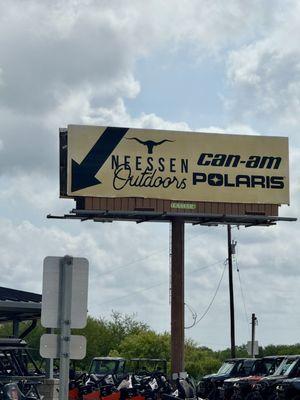 NEESSEN
Outdoors
can-am
POLARIS